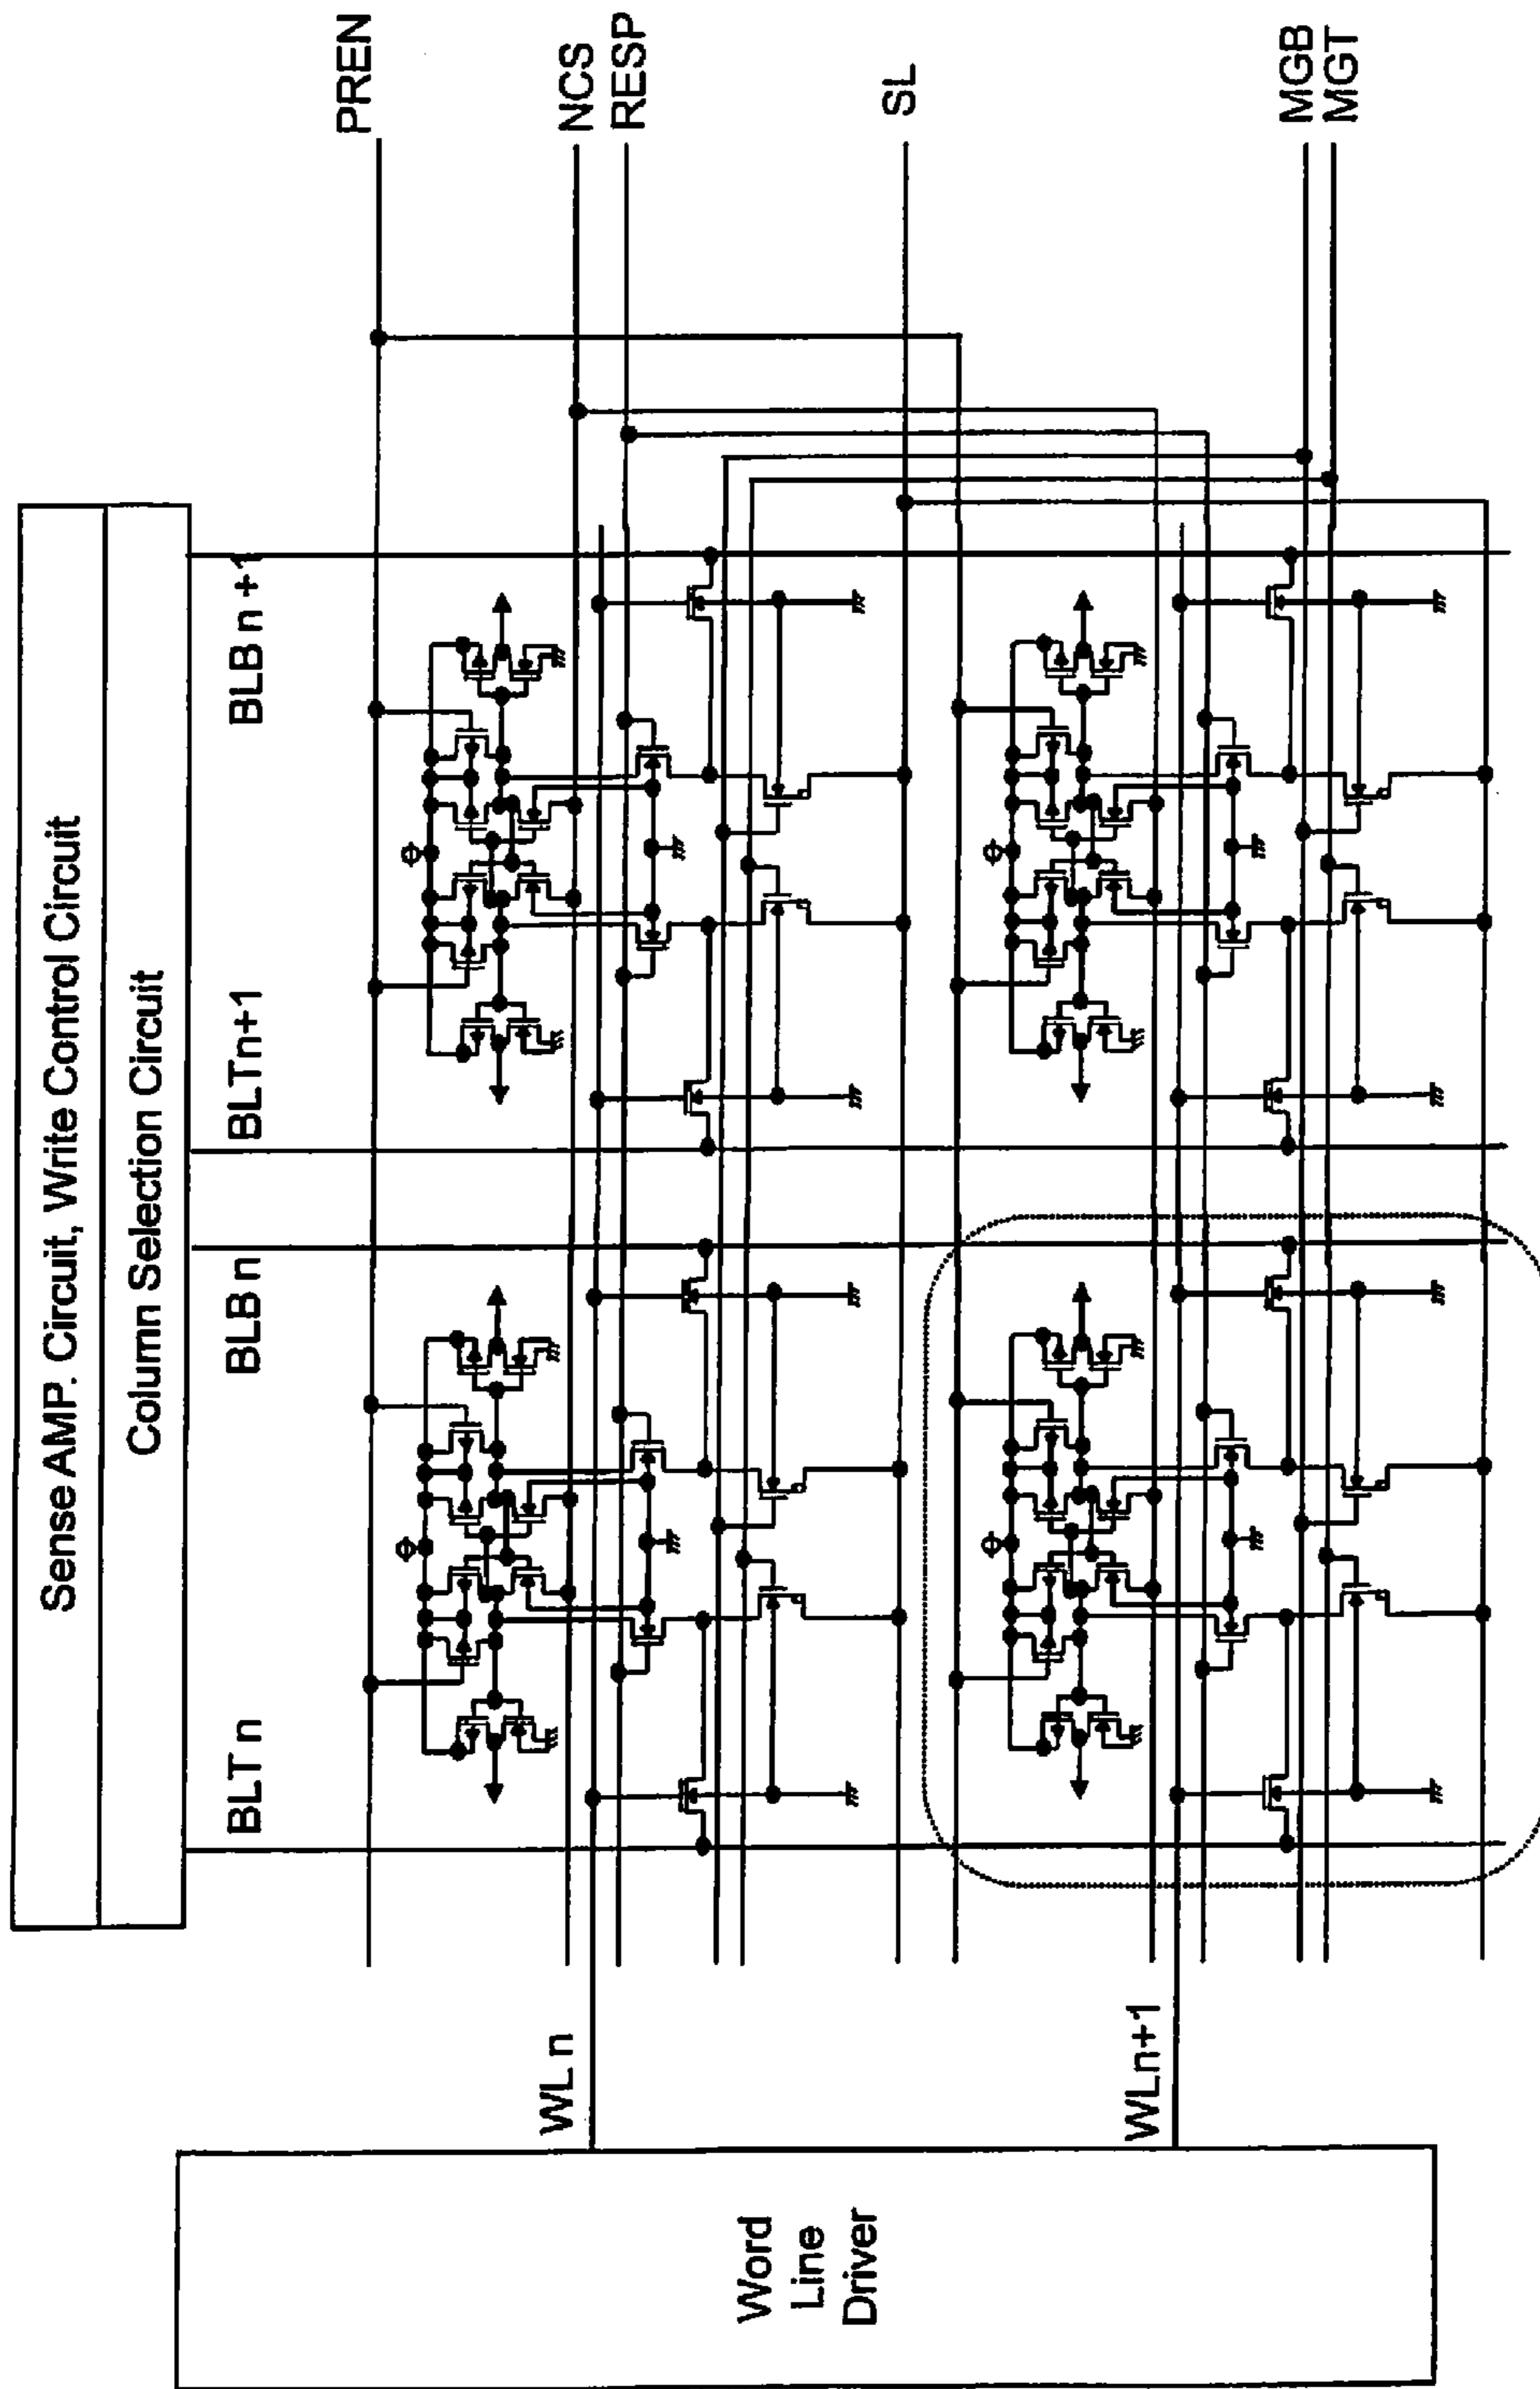 Sense AMP. Circuit, Write Control Circuit
Column Selection Circuit
BLT n
BLB n
BLTn+1
BLB n+1
PREN
NCS
RESP
SL
MGB
MGT
WL n
WLn+1
Word
Line
Driver